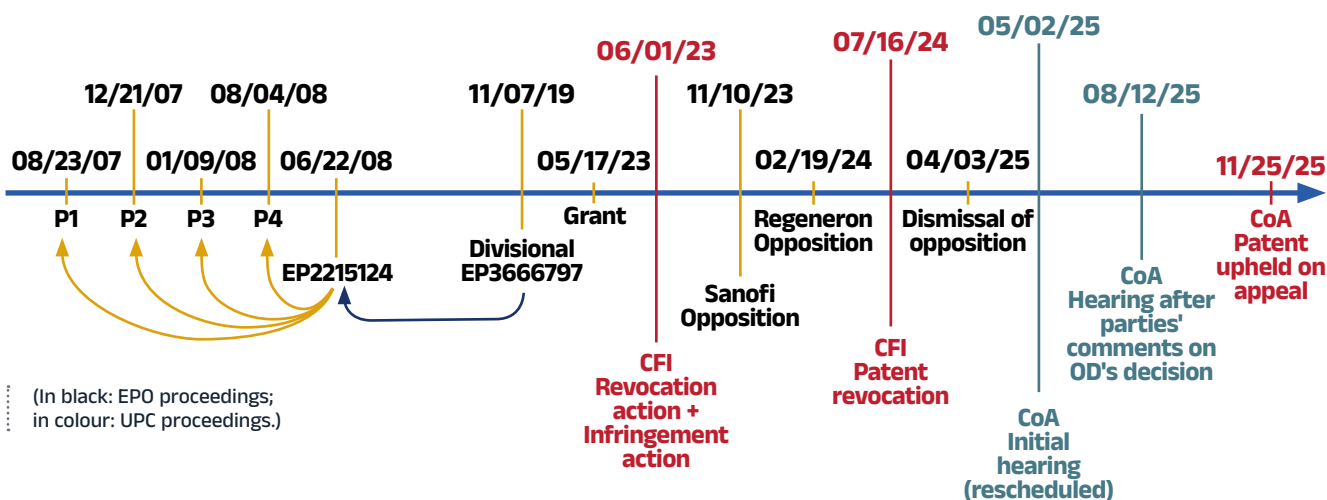 08/23/07
P1
12/21/07
P2
01/09/08
P3
08/04/08
P4
06/22/08
EP2215124
11/07/19
Divisional
EP3666797
05/17/23
Grant
06/01/23
CFI
Revocation
action +
Infringement
action
11/10/23
Sanofi
Opposition
02/19/24
Regeneron
Opposition
07/16/24
CFI
Patent
revocation
04/03/25
Dismissal of
opposition
05/02/25
CoA
Initial
hearing
(rescheduled)
08/12/25
CoA
Hearing after
parties'
comments on
OD's decision
11/25/25
CoA
Patent
upheld on
appeal
(In black: EPO proceedings;
in colour: UPC proceedings.)